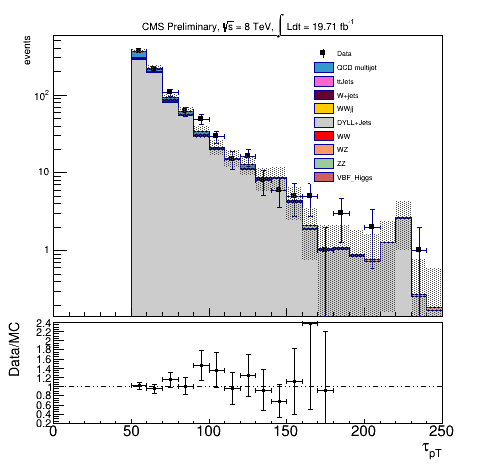 CMS Preliminary, √s = 8 TeV, ∫ Ldt = 19.71 fb⁻¹
events
10²
10
1
Data
QCD multijet
ttJets
W+jets
WWjj
DYLL+Jets
WW
WZ
ZZ
VBF_Higgs
Data/MC
2.4
2.2
2
1.8
1.6
1.4
1.2
1
0.8
0.6
0.4
0.2
0 50 100 150 200 250
τpT